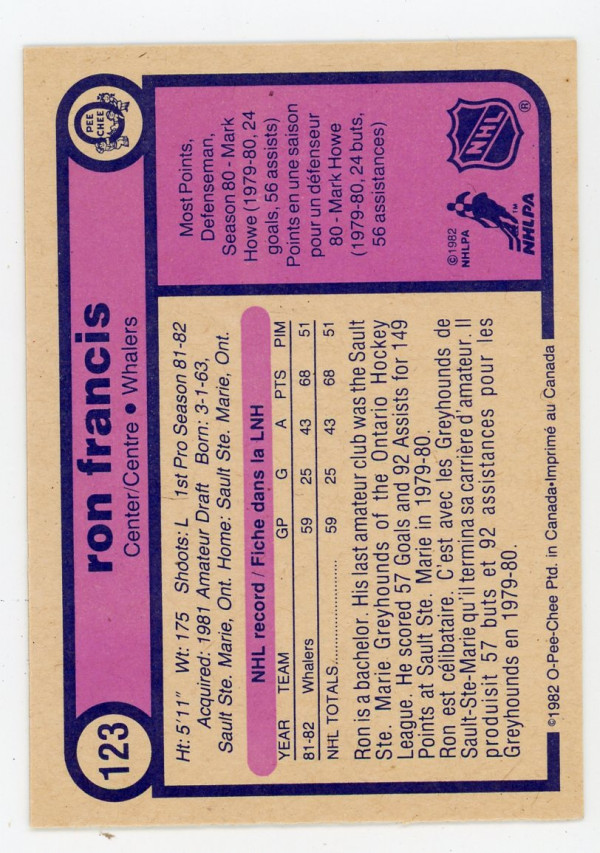 123
ron francis
Center/Centre • Whalers
O
PEE
CHEE
Ht: 5'11" Wt: 175 Shoots: L 1st Pro Season 81-82
Acquired: 1981 Amateur Draft Born: 3-1-63,
Sault Ste. Marie, Ont. Home: Sault Ste. Marie, Ont.
NHL record / Fiche dans la LNH
YEAR TEAM GP G A PTS PIM
81-82 Whalers 59 25 43 68 51
NHL TOTALS.................... 59 25 43 68 51
Ron is a bachelor. His last amateur club was the Sault
Ste. Marie Greyhounds of the Ontario Hockey
League. He scored 57 Goals and 92 Assists for 149
Points at Sault Ste. Marie in 1979-80.
Ron est célibataire. C'est avec les Greyhounds de
Sault-Ste-Marie qu'il termina sa carrière d'amateur. Il
produisit 57 buts et 92 assistances pour les
Greyhounds en 1979-80.
Most Points,
Defenseman,
Season 80 - Mark
Howe (1979-80, 24
goals, 56 assists)
Points en une saison
pour un défenseur
80 - Mark Howe
(1979-80, 24 buts,
56 assistances)
©1982
NHLPA
NHLPA
TM
NHL
®
©1982 O-Pee-Chee Ptd. in Canada•Imprimé au Canada